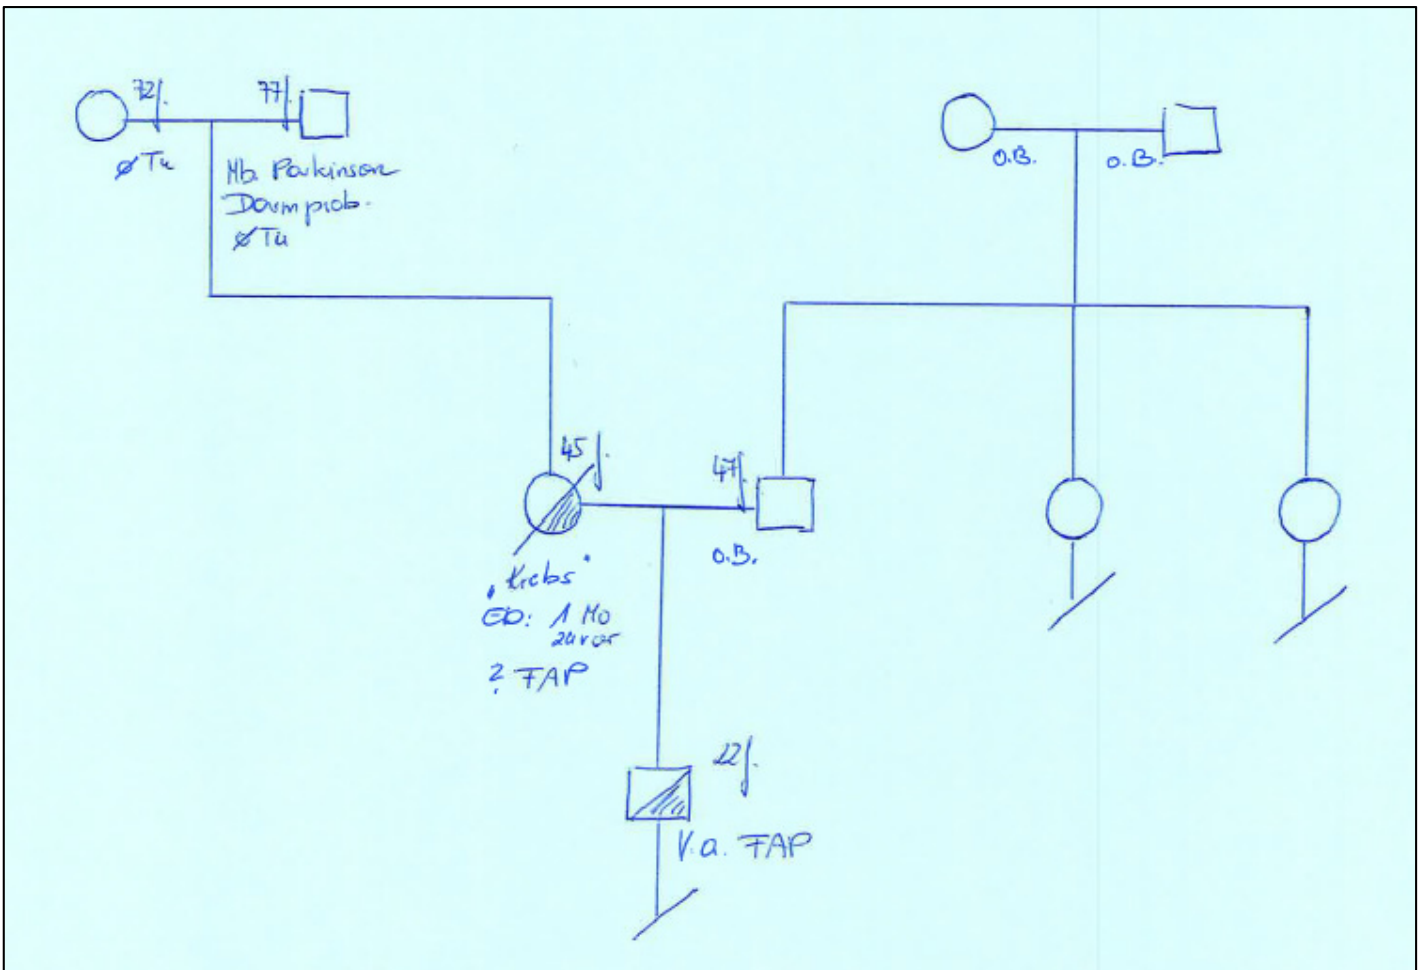 72J.
77J.
ø Tu
Mb. Parkinson
Darmprob.
ø Tu
O.B.
O.B.
45J.
47J.
„Krebs"
ED: 1 Mo
zuvor
? FAP
O.B.
22J.
V.a. FAP